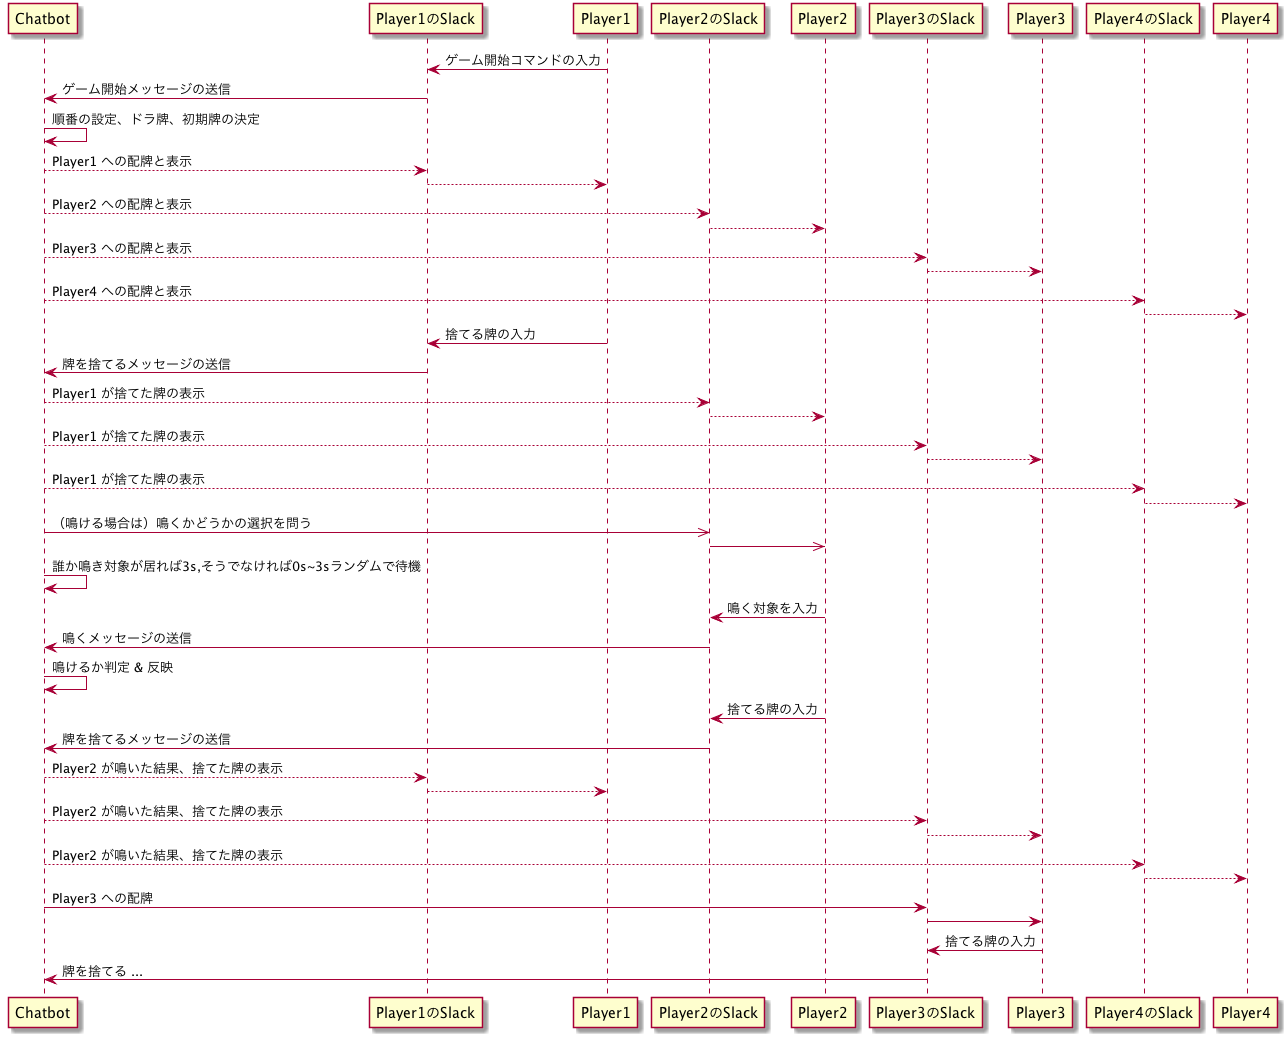 Chatbot
Player1のSlack
Player1
Player2のSlack
Player2
Player3のSlack
Player3
Player4のSlack
Player4
ゲーム開始コマンドの入力
ゲーム開始メッセージの送信
順番の設定、ドラ牌、初期牌の決定
Player1 への配牌と表示
Player2 への配牌と表示
Player3 への配牌と表示
Player4 への配牌と表示
捨てる牌の入力
牌を捨てるメッセージの送信
Player1 が捨てた牌の表示
Player1 が捨てた牌の表示
Player1 が捨てた牌の表示
（鳴ける場合は）鳴くかどうかの選択を問う
誰か鳴き対象が居れば3s,そうでなければ0s~3sランダムで待機
鳴く対象を入力
鳴くメッセージの送信
鳴けるか判定 & 反映
捨てる牌の入力
牌を捨てるメッセージの送信
Player2 が鳴いた結果、捨てた牌の表示
Player2 が鳴いた結果、捨てた牌の表示
Player2 が鳴いた結果、捨てた牌の表示
Player3 への配牌
捨てる牌の入力
牌を捨てる ...
Chatbot
Player1のSlack
Player1
Player2のSlack
Player2
Player3のSlack
Player3
Player4のSlack
Player4